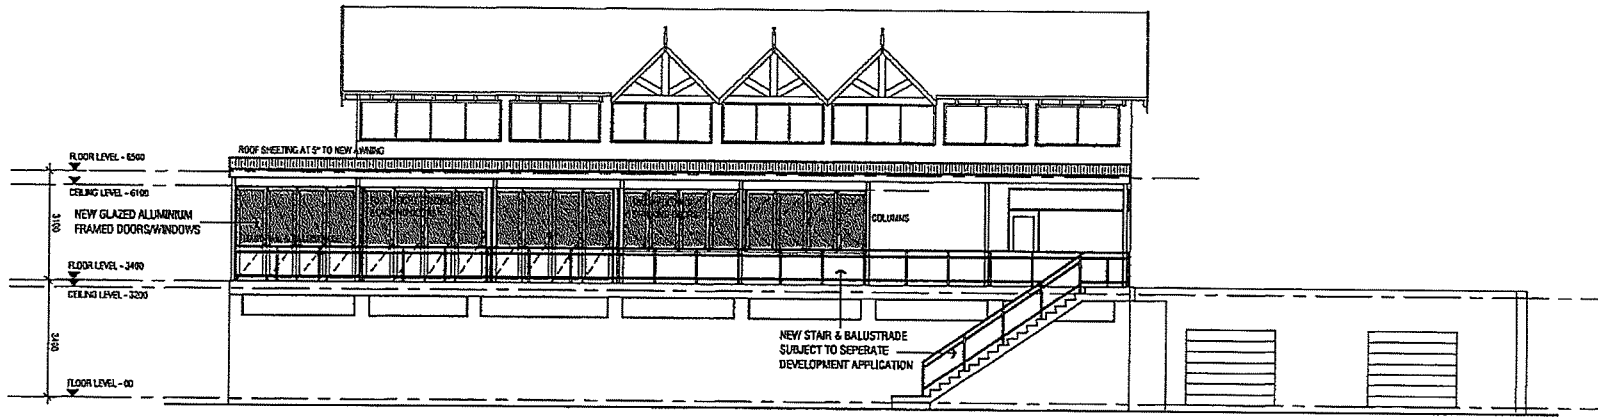 ROOF SHEETING AT 5° TO NEW AWNING
FLOOR LEVEL - 6500
CEILING LEVEL - 6100
NEW GLAZED ALUMINIUM
FRAMED DOORS/WINDOWS
3100
COLUMNS
FLOOR LEVEL - 3400
CEILING LEVEL - 3200
NEW STAIR & BALUSTRADE
SUBJECT TO SEPERATE
DEVELOPMENT APPLICATION
3400
FLOOR LEVEL - 00